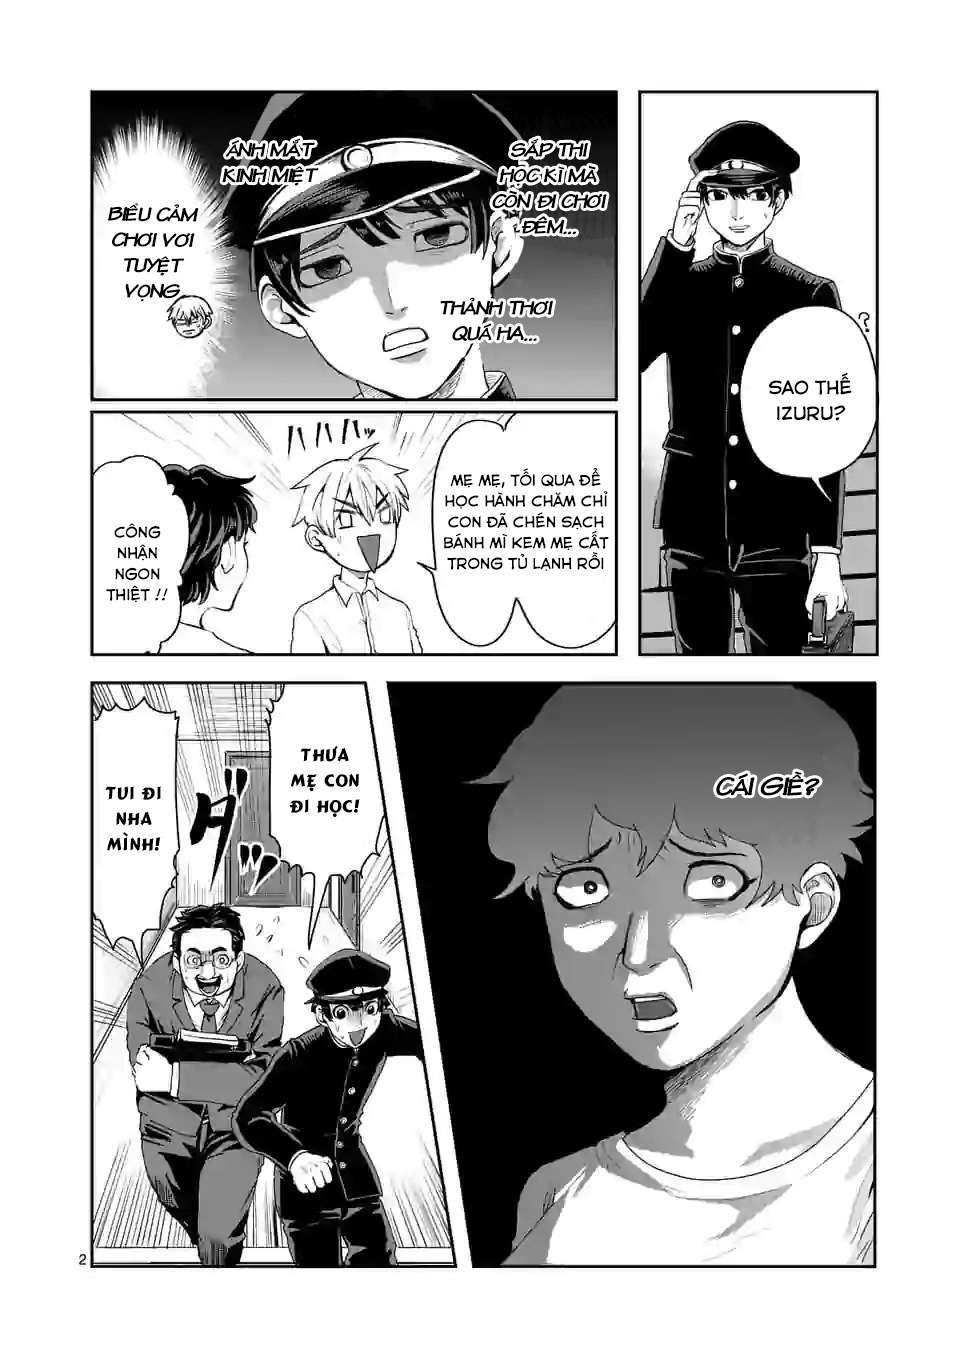 SAO THẾ
IZURU?
?
SẮP THI
HỌC KÌ MÀ
CÒN ĐI CHƠI
ĐÊM...
ÁNH MẮT
KINH MIỆT
THẢNH THƠI
QUÁ HA...
BIỂU CẢM
CHƠI VƠI
TUYỆT
VỌNG
MẸ MẸ, TỐI QUA ĐỂ
HỌC HÀNH CHĂM CHỈ
CON ĐÃ CHÉN SẠCH
BÁNH MÌ KEM MẸ CẤT
TRONG TỦ LẠNH RỒI
ハハハッ
CÔNG
NHẬN
NGON
THIỆT !!
CÁI GIỀ?
THƯA
MẸ CON
ĐI HỌC!
ダダダ
TUI ĐI
NHA
MÌNH!
2